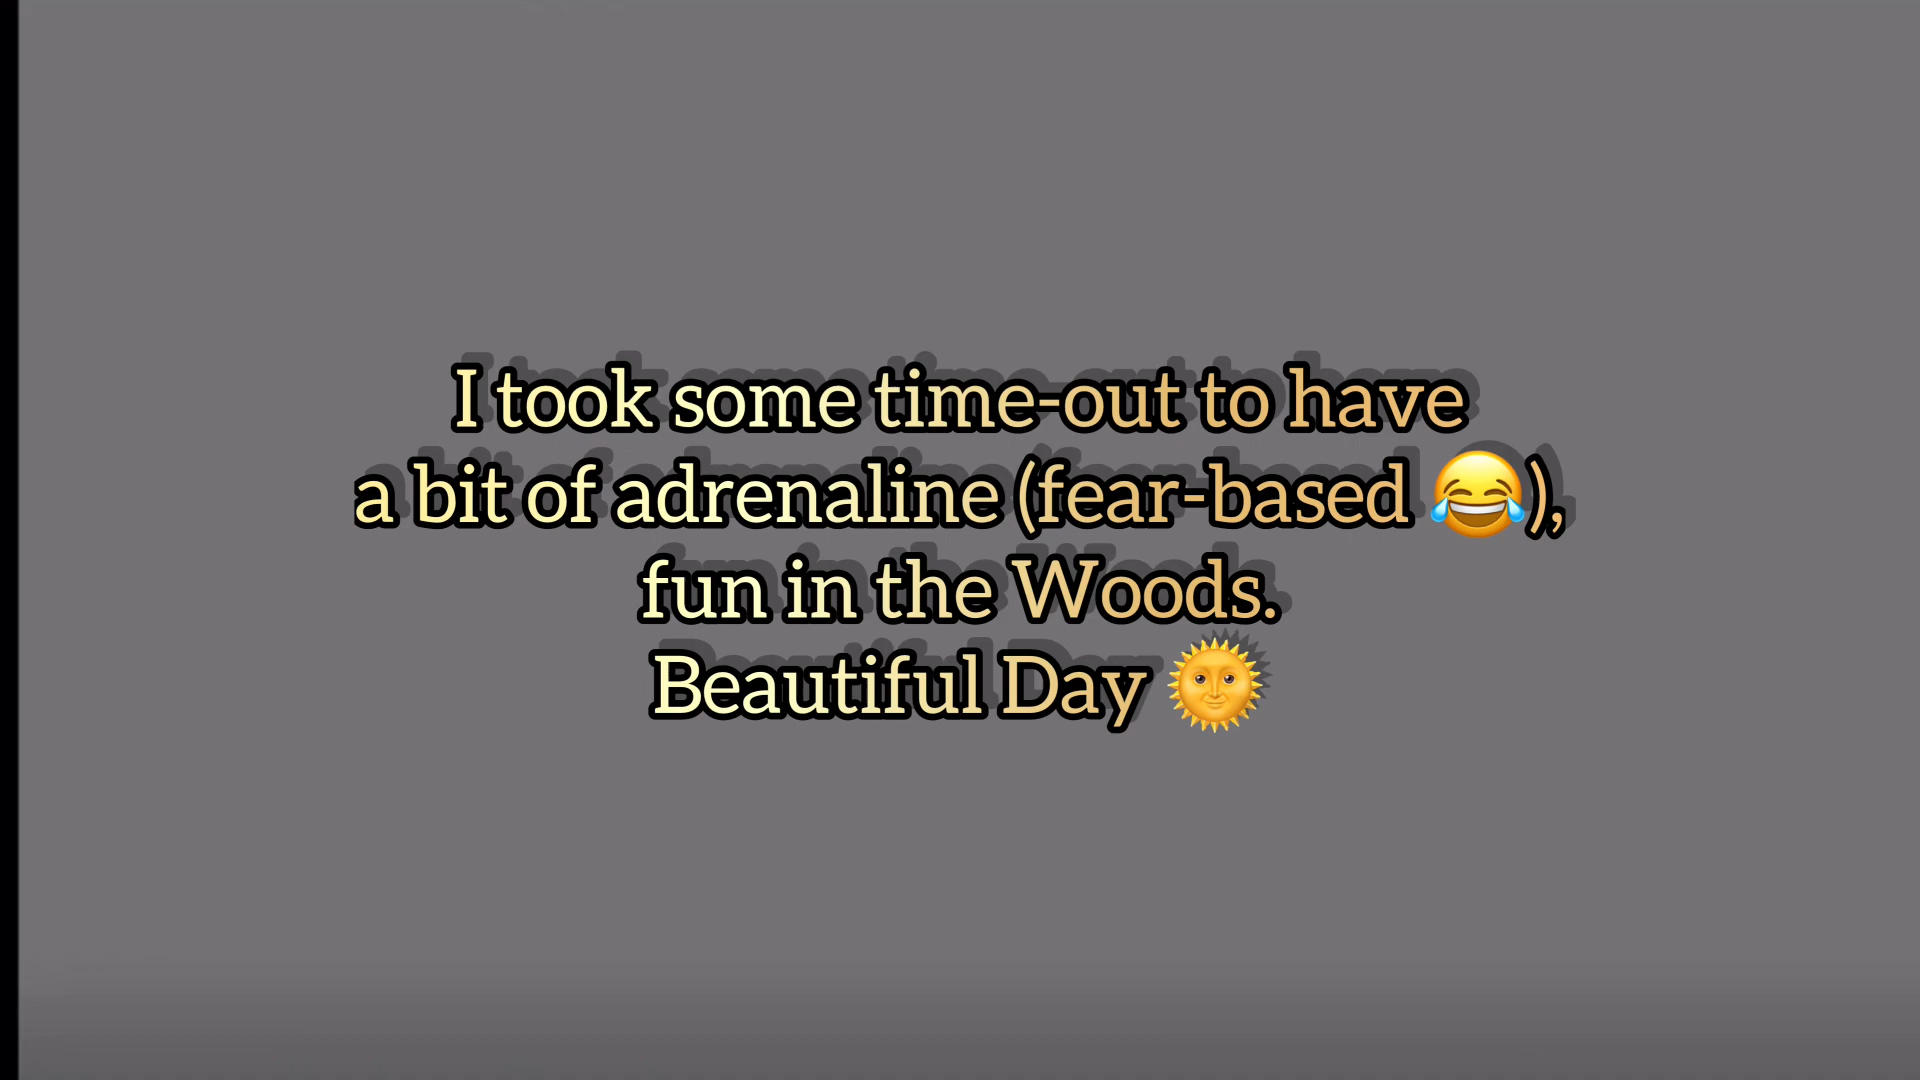 I took some time-out to have
a bit of adrenaline (fear-based 😂),
fun in the Woods.
Beautiful Day 🌞